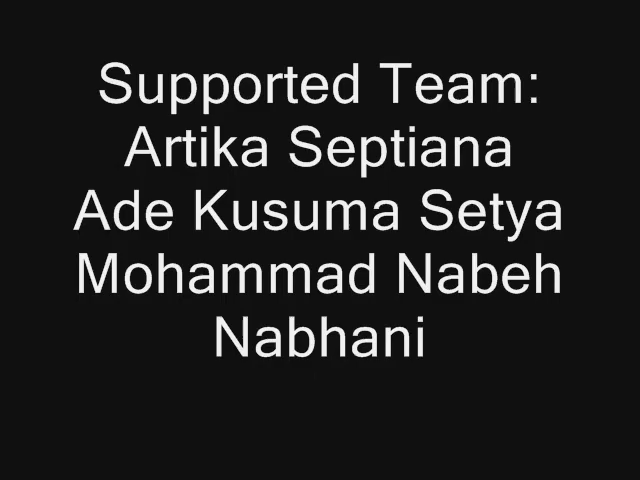 Supported Team:
Artika Septiana
Ade Kusuma Setya
Mohammad Nabeh
Nabhani